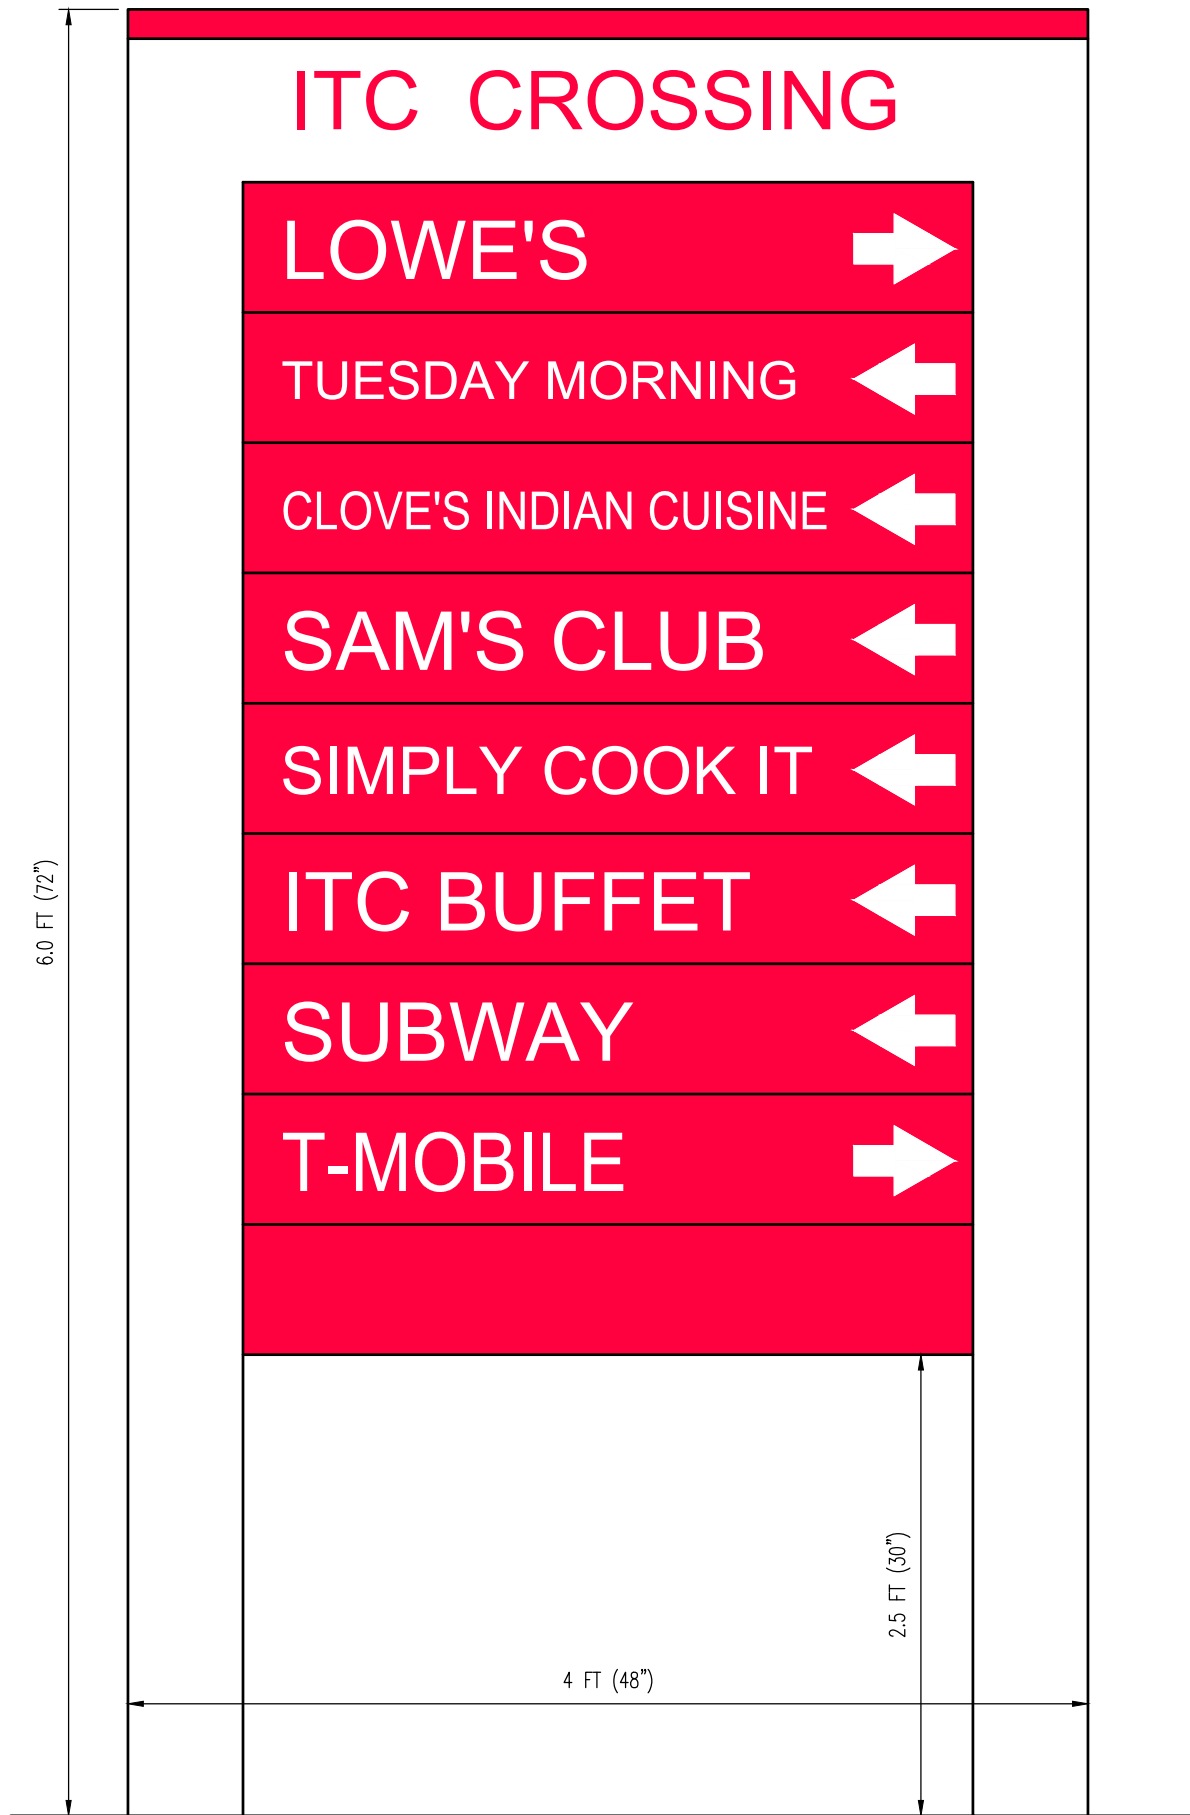 ITC CROSSING
LOWE'S
TUESDAY MORNING
CLOVE'S INDIAN CUISINE
SAM'S CLUB
SIMPLY COOK IT
ITC BUFFET
SUBWAY
T-MOBILE
6.0 FT (72")
2.5 FT (30")
4 FT (48")